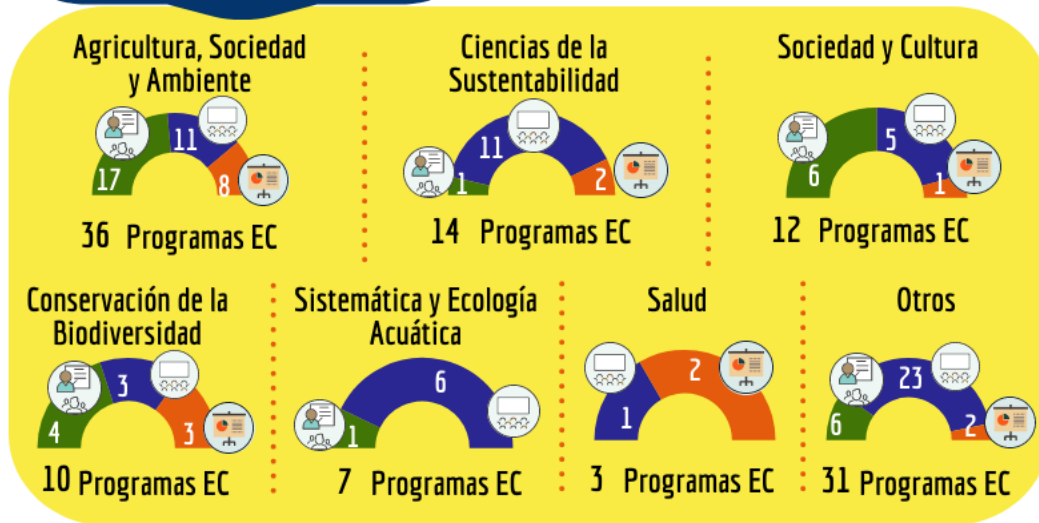 Agricultura, Sociedad
y Ambiente
17
11
8
36 Programas EC
Ciencias de la
Sustentabilidad
1
11
2
14 Programas EC
Sociedad y Cultura
6
5
1
12 Programas EC
Conservación de la
Biodiversidad
4
3
3
10 Programas EC
Sistemática y Ecología
Acuática
1
6
7 Programas EC
Salud
1
2
3 Programas EC
Otros
6
23
2
31 Programas EC